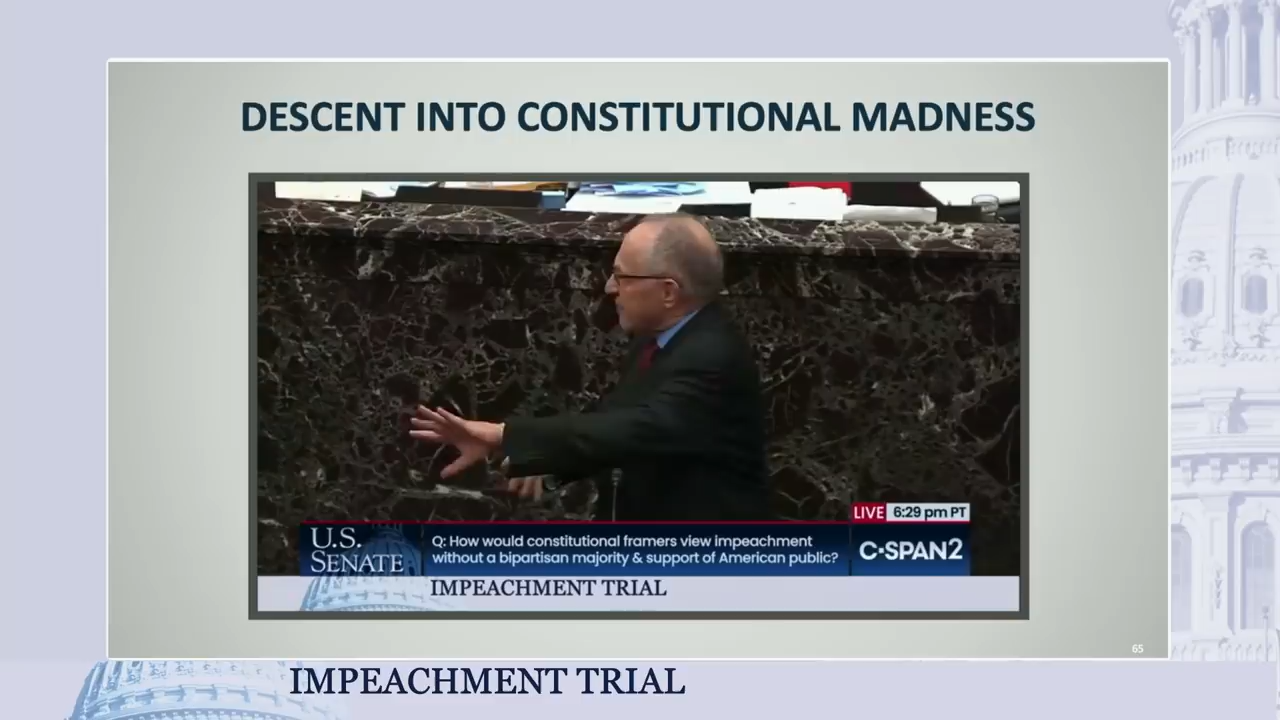 DESCENT INTO CONSTITUTIONAL MADNESS
LIVE 6:29 pm PT
U.S.
SENATE
Q: How would constitutional framers view impeachment
without a bipartisan majority & support of American public?
C-SPAN2
IMPEACHMENT TRIAL
65
IMPEACHMENT TRIAL